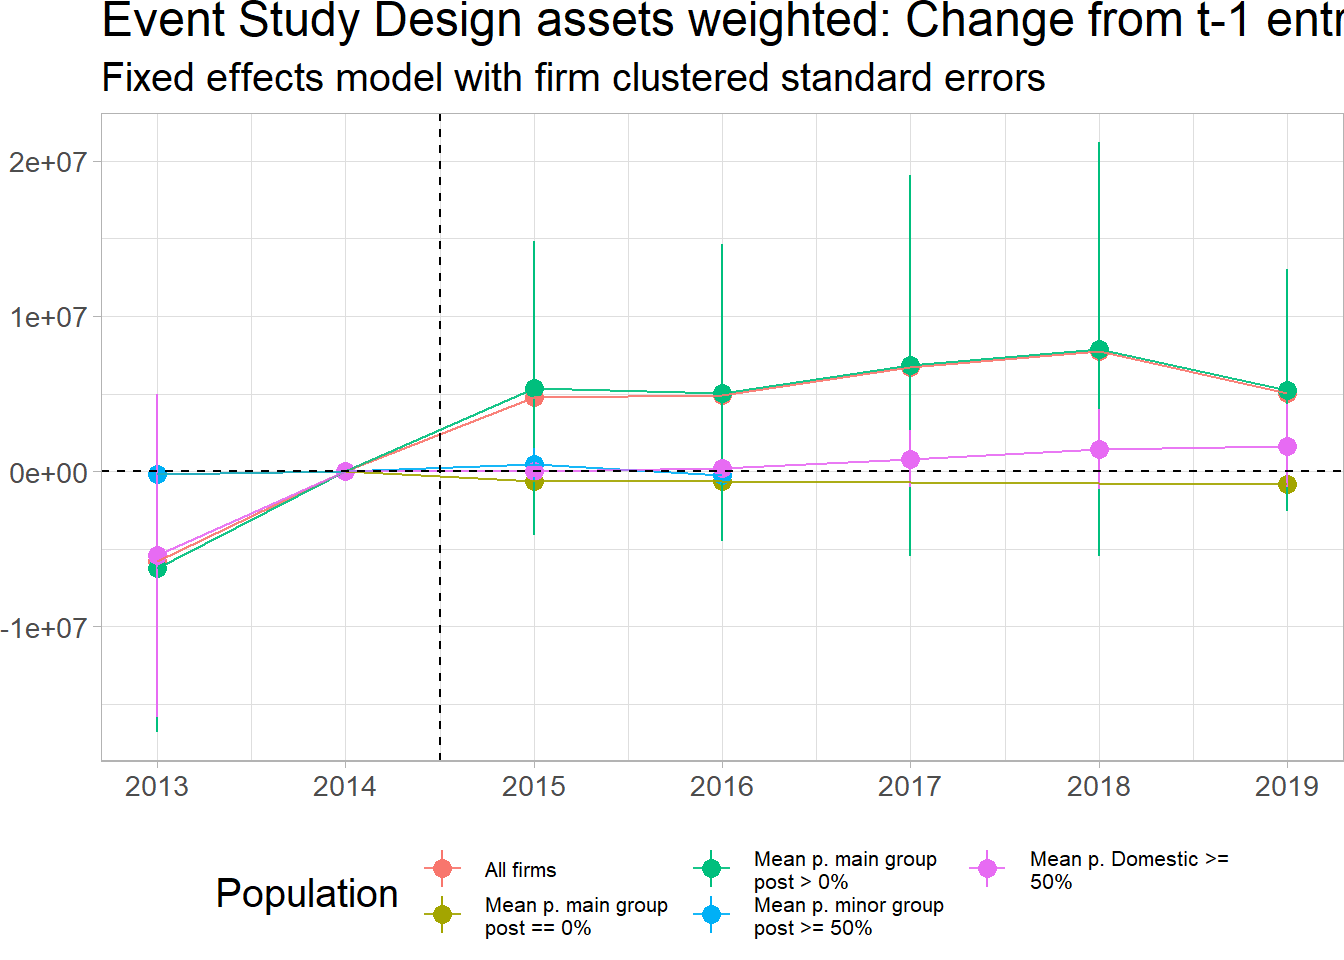 Event Study Design assets weighted: Change from t-1 entr
Fixed effects model with firm clustered standard errors
2e+07
1e+07
0e+00
-1e+07
2013 2014 2015 2016 2017 2018 2019
Population
All firms
Mean p. main group
post == 0%
Mean p. main group
post > 0%
Mean p. minor group
post >= 50%
Mean p. Domestic >=
50%